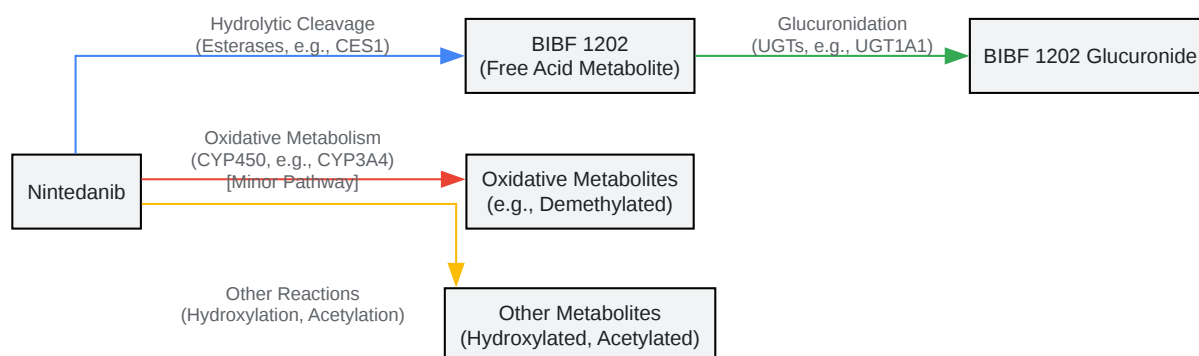 Hydrolytic Cleavage
(Esterases, e.g., CES1)
Glucuronidation
(UGTs, e.g., UGT1A1)
BIBF 1202
(Free Acid Metabolite)
BIBF 1202 Glucuronide
Oxidative Metabolism
(CYP450, e.g., CYP3A4)
[Minor Pathway]
Nintedanib
Oxidative Metabolites
(e.g., Demethylated)
Other Reactions
(Hydroxylation, Acetylation)
Other Metabolites
(Hydroxylated, Acetylated)